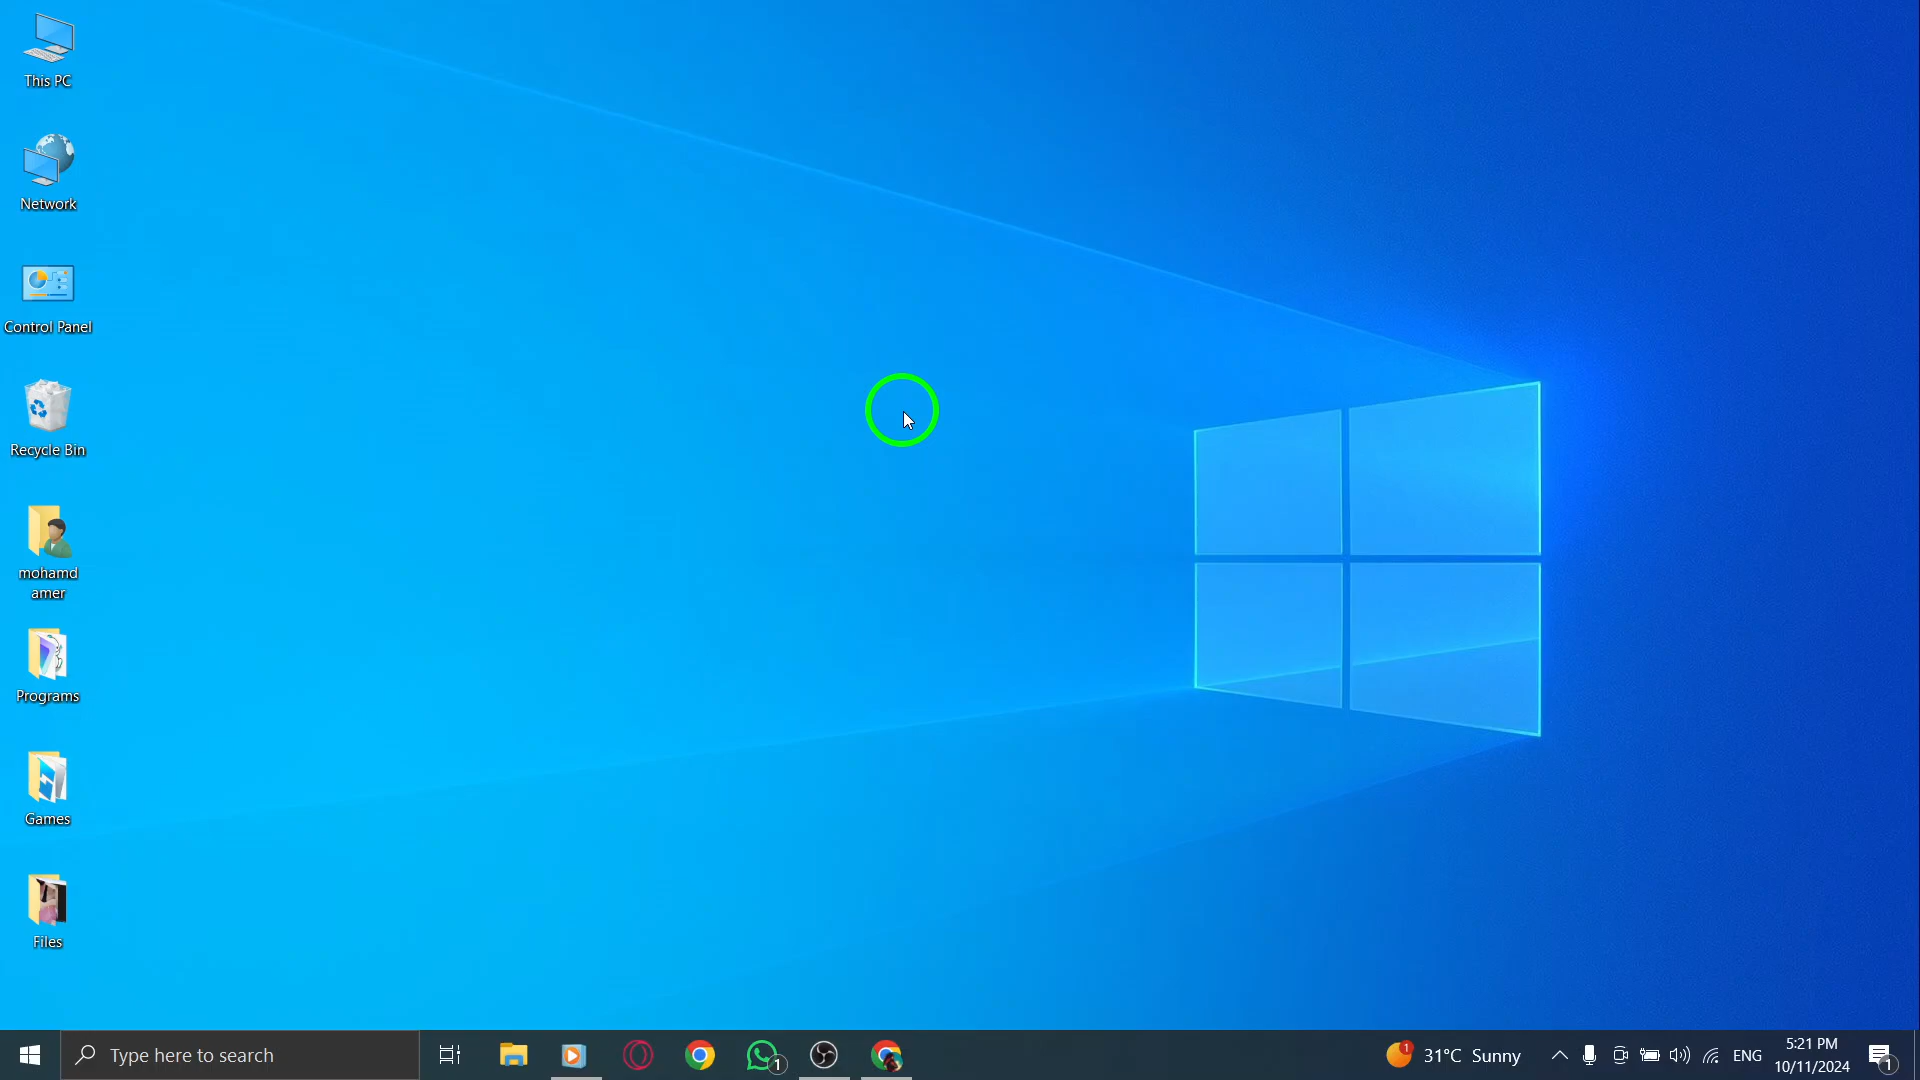 This PC
Network
Control Panel
Recycle Bin
mohamd
amer
Programs
Games
Files
Type here to search
1
1
31°C Sunny
ENG
5:21 PM
10/11/2024
1